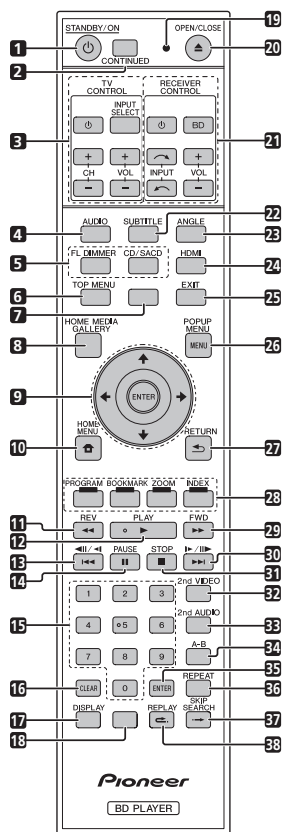 STANDBY/ON
OPEN/CLOSE
19
1
20
2
CONTINUED
TV
CONTROL
RECEIVER
CONTROL
INPUT
SELECT
BD
3
21
+ + +
CH VOL INPUT VOL
− − −
22
4
AUDIO
SUBTITLE
ANGLE
23
5
FL DIMMER
CD/SACD
HDMI
24
6
TOP MENU
EXIT
25
7
HOME MEDIA
GALLERY
POPUP
MENU
8
MENU
26
9
ENTER
HOME
MENU
RETURN
10
27
PROGRAM
BOOKMARK
ZOOM
INDEX
28
11
REV
PLAY
FWD
29
12
13
PAUSE
STOP
30
14
31
2nd VIDEO
32
1 2 3
2nd AUDIO
15
4 5 6
33
A-B
34
7 8 9
35
16
CLEAR
0
ENTER
REPEAT
36
17
DISPLAY
REPLAY
SKIP
SEARCH
37
18
38
Pioneer
BD PLAYER